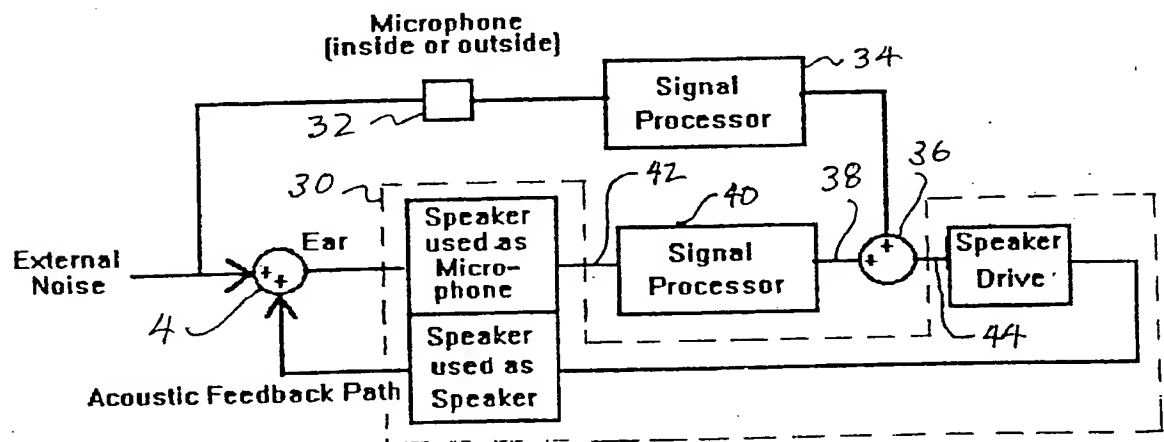 Microphone
(inside or outside)
34
Signal
Processor
32
36
30
42
40
38
Speaker
used as
Micro-
phone
Ear
Signal
Processor
Speaker
Drive
External
Noise
4
44
Speaker
used as
Speaker
Acoustic Feedback Path